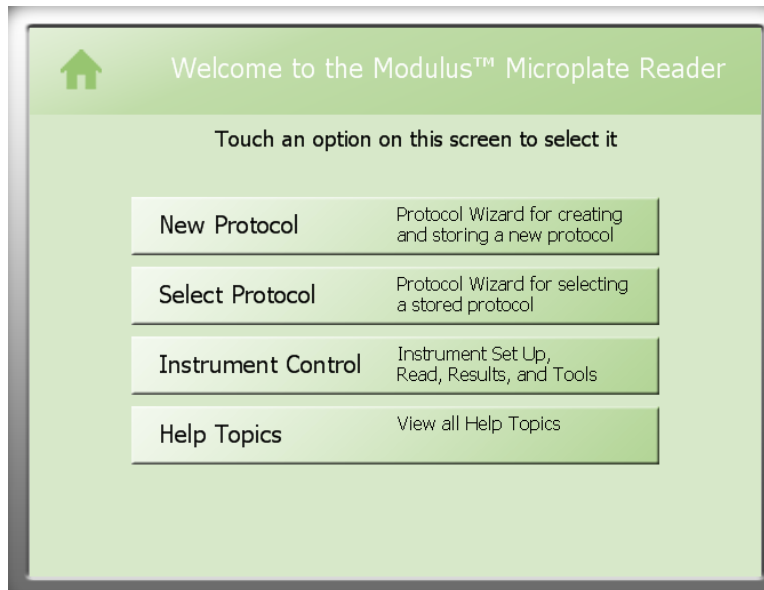 Welcome to the Modulus™ Microplate Reader
Touch an option on this screen to select it
New Protocol
Protocol Wizard for creating
and storing a new protocol
Select Protocol
Protocol Wizard for selecting
a stored protocol
Instrument Control
Instrument Set Up,
Read, Results, and Tools
Help Topics
View all Help Topics